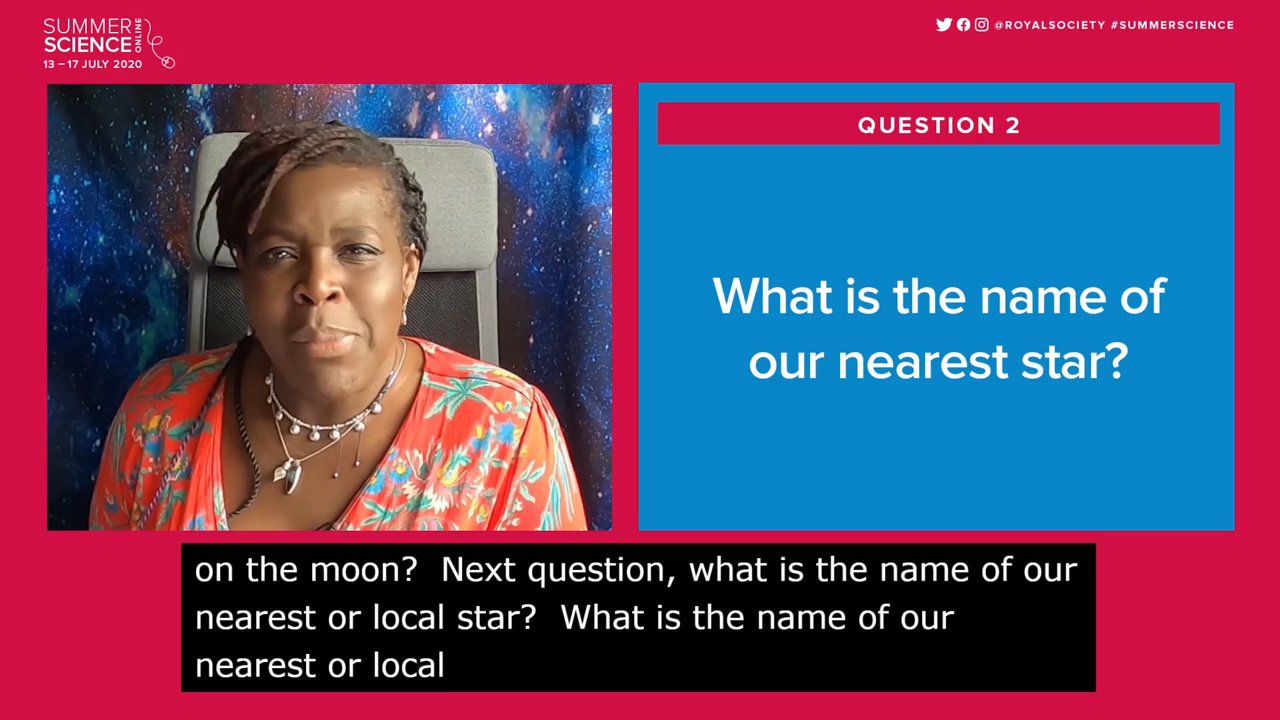 SUMMER
SCIENCE
ONLINE
13 – 17 JULY 2020
@ROYALSOCIETY #SUMMERSCIENCE
QUESTION 2
What is the name of
our nearest star?
on the moon?  Next question, what is the name of our
nearest or local star?  What is the name of our
nearest or local